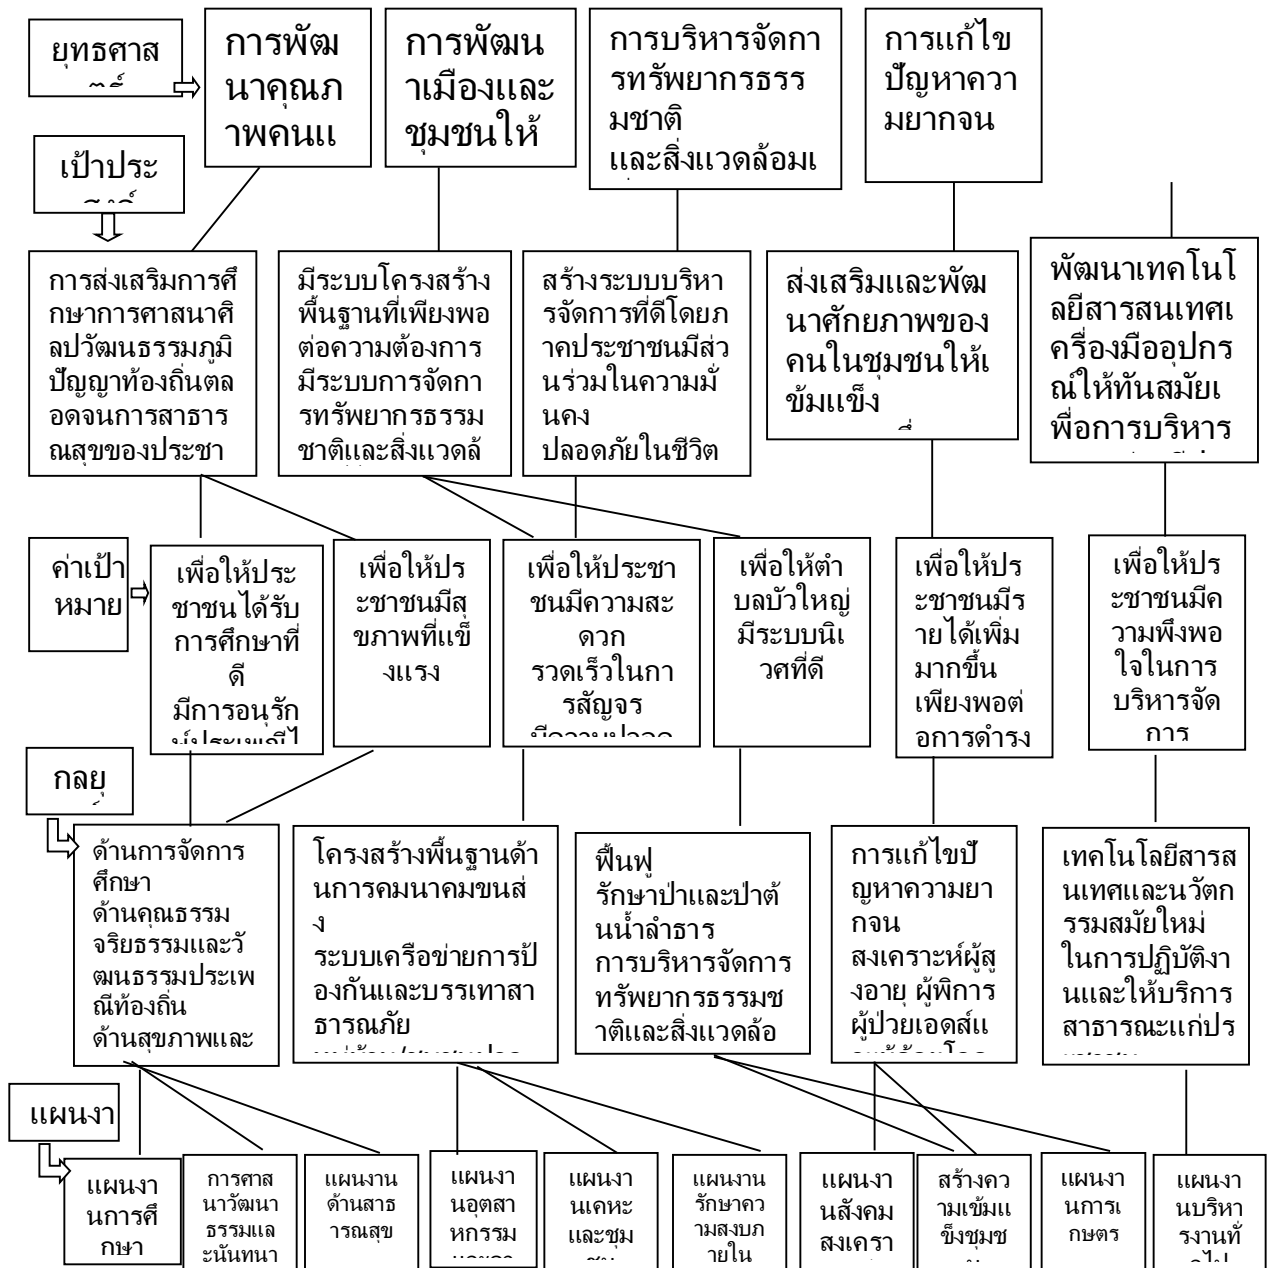 ยุทธศาส
การพัฒ
นาคุณภ
าพคนแ
การพัฒน
าเมืองและ
ชุมชนให้
การบริหารจัดกา
รทรัพยากรธรร
มชาติ
และสิ่งแวดล้อมเ
การแก้ไข
ปัญหาควา
มยากจน
เป้าประ
การส่งเสริมการศึ
กษาการศาสนาศิ
ลปวัฒนธรรมภูมิ
ปัญญาท้องถิ่นตล
อดจนการสาธาร
ณสุขของประชา
มีระบบโครงสร้าง
พื้นฐานที่เพียงพอ
ต่อความต้องการ
มีระบบการจัดกา
รทรัพยากรธรรม
ชาติและสิ่งแวดล้
สร้างระบบบริหา
รจัดการที่ดีโดยภ
าคประชาชนมีส่ว
นร่วมในความมั่
นคง
ปลอดภัยในชีวิต
ส่งเสริมและพัฒ
นาศักยภาพของ
คนในชุมชนให้เ
ข้มแข็ง
พัฒนาเทคโนโ
ลยีสารสนเทศเ
ครื่องมืออุปกร
ณ์ให้ทันสมัยเ
พื่อการบริหาร
ค่าเป้า
หมาย
เพื่อให้ประ
ชาชนได้รับ
การศึกษาที่
ดี
มีการอนุรัก
ษ์ประเพณีไ
เพื่อให้ปร
ะชาชนมีสุ
ขภาพที่แข็
งแรง
เพื่อให้ประชา
ชนมีความสะ
ดวก
รวดเร็วในกา
รสัญจร
มีความปลอด
เพื่อให้ตำ
บลบัวใหญ่
มีระบบนิเ
วศที่ดี
เพื่อให้ปร
ะชาชนมีร
ายได้เพิ่ม
มากขึ้น
เพียงพอต่
อการดำรง
เพื่อให้ปร
ะชาชนมีค
วามพึงพอ
ใจในการ
บริหารจัด
การ
กลยุ
ด้านการจัดการ
ศึกษา
ด้านคุณธรรม
จริยธรรมและวั
ฒนธรรมประเพ
ณีท้องถิ่น
ด้านสุขภาพและ
โครงสร้างพื้นฐานด้า
นการคมนาคมขนส่
ง
ระบบเครือข่ายการป้
องกันและบรรเทาสา
ธารณภัย
ฟื้นฟู
รักษาป่าและป่าต้
นน้ำลำธาร
การบริหารจัดการ
ทรัพยากรธรรมช
าติและสิ่งแวดล้อ
การแก้ไขปั
ญหาความยา
กจน
สงเคราะห์ผู้สู
งอายุ ผู้พิการ
ผู้ป่วยเอดส์แ
เทคโนโลยีสารส
นเทศและนวัตก
รรมสมัยใหม่
ในการปฏิบัติงา
นและให้บริการ
สาธารณะแก่ปร
แผนงา
แผนงา
นการศึ
กษา
การศาส
นาวัฒนา
ธรรมแล
ะนันทนา
แผนงาน
ด้านสาธ
ารณสุข
แผนงา
นอุตสา
หกรรม
แผนงา
นเคหะ
และชุม
แผนงาน
รักษาคว
ามสงบภ
ายใน
แผนงา
นสังคม
สงเครา
สร้างคว
ามเข้มแ
ข็งชุมช
แผนงา
นการเ
กษตร
แผนงา
นบริหา
รงานทั่